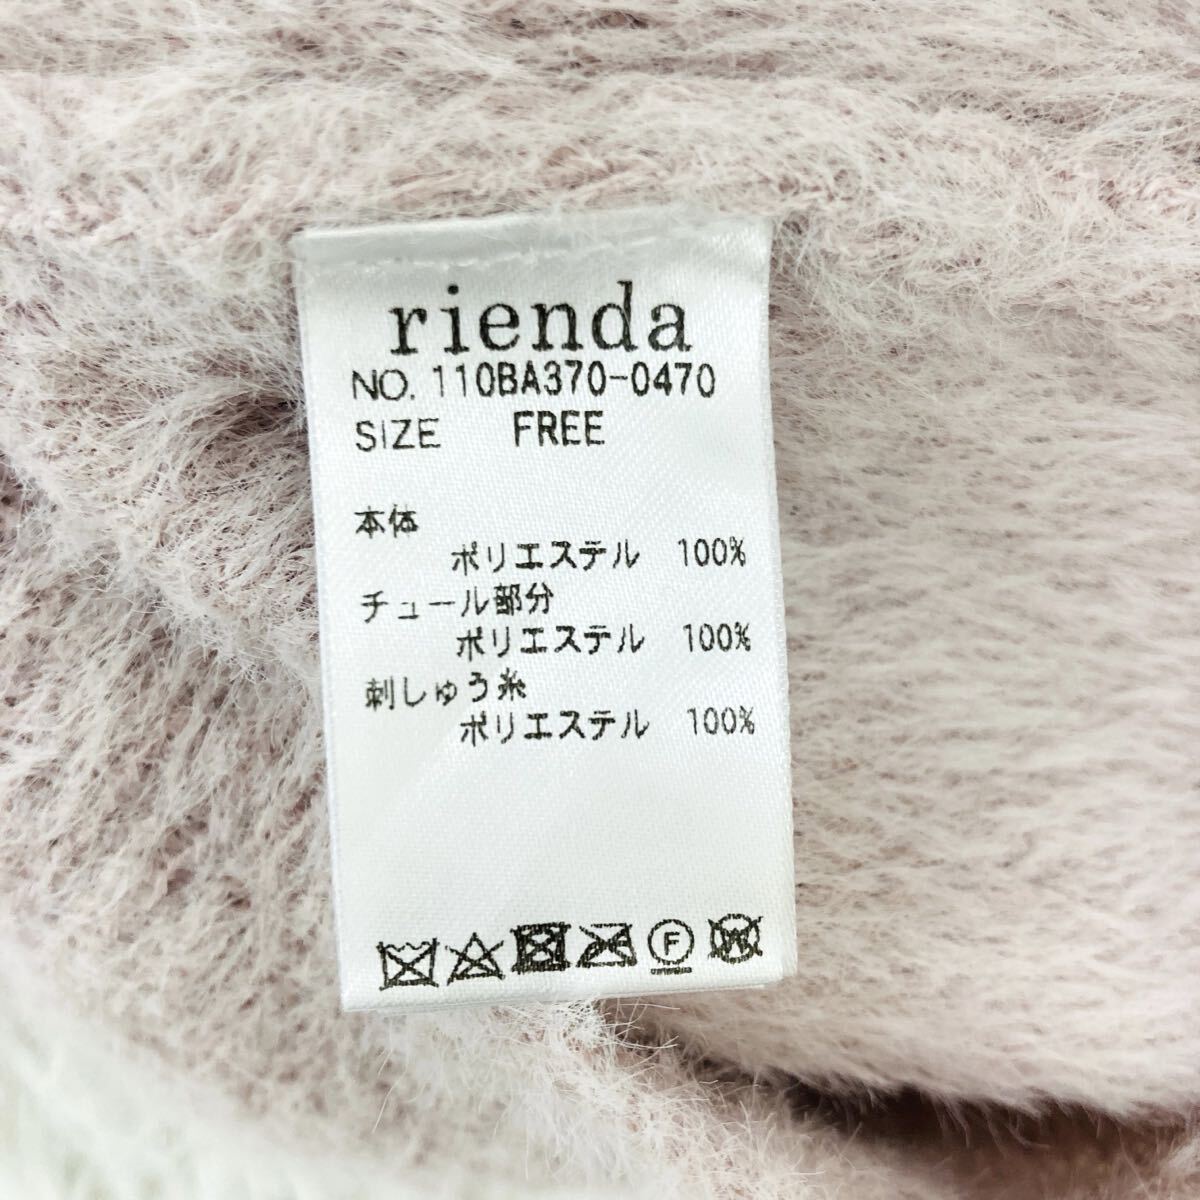 rienda
NO. 110BA370-0470
SIZE FREE
本体
ポリエステル 100%
チュール部分
ポリエステル 100%
刺しゅう糸
ポリエステル 100%
F W